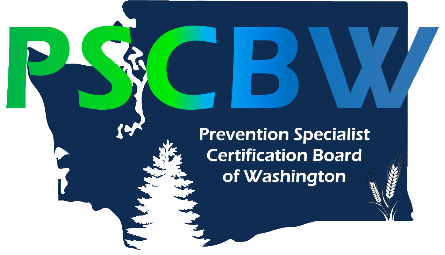 PSCBW
Prevention Specialist
Certification Board
of Washington